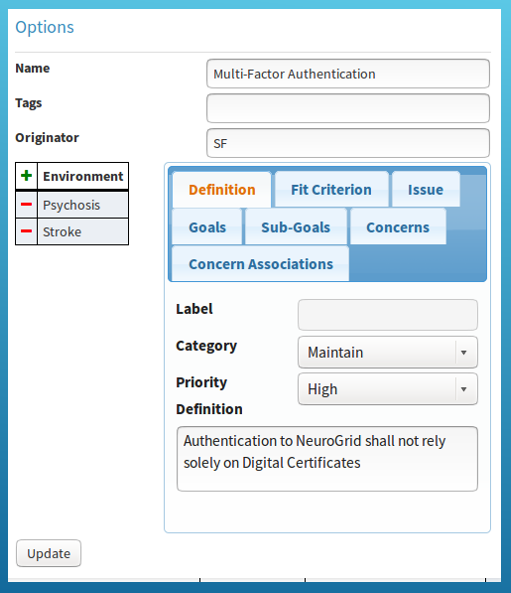 Options
Name
Multi-Factor Authentication
Tags
Originator
SF
+ Environment
− Psychosis
− Stroke
Definition Fit Criterion Issue
Goals Sub-Goals Concerns
Concern Associations
Label
Category Maintain
Priority High
Definition
Authentication to NeuroGrid shall not rely
solely on Digital Certificates
Update